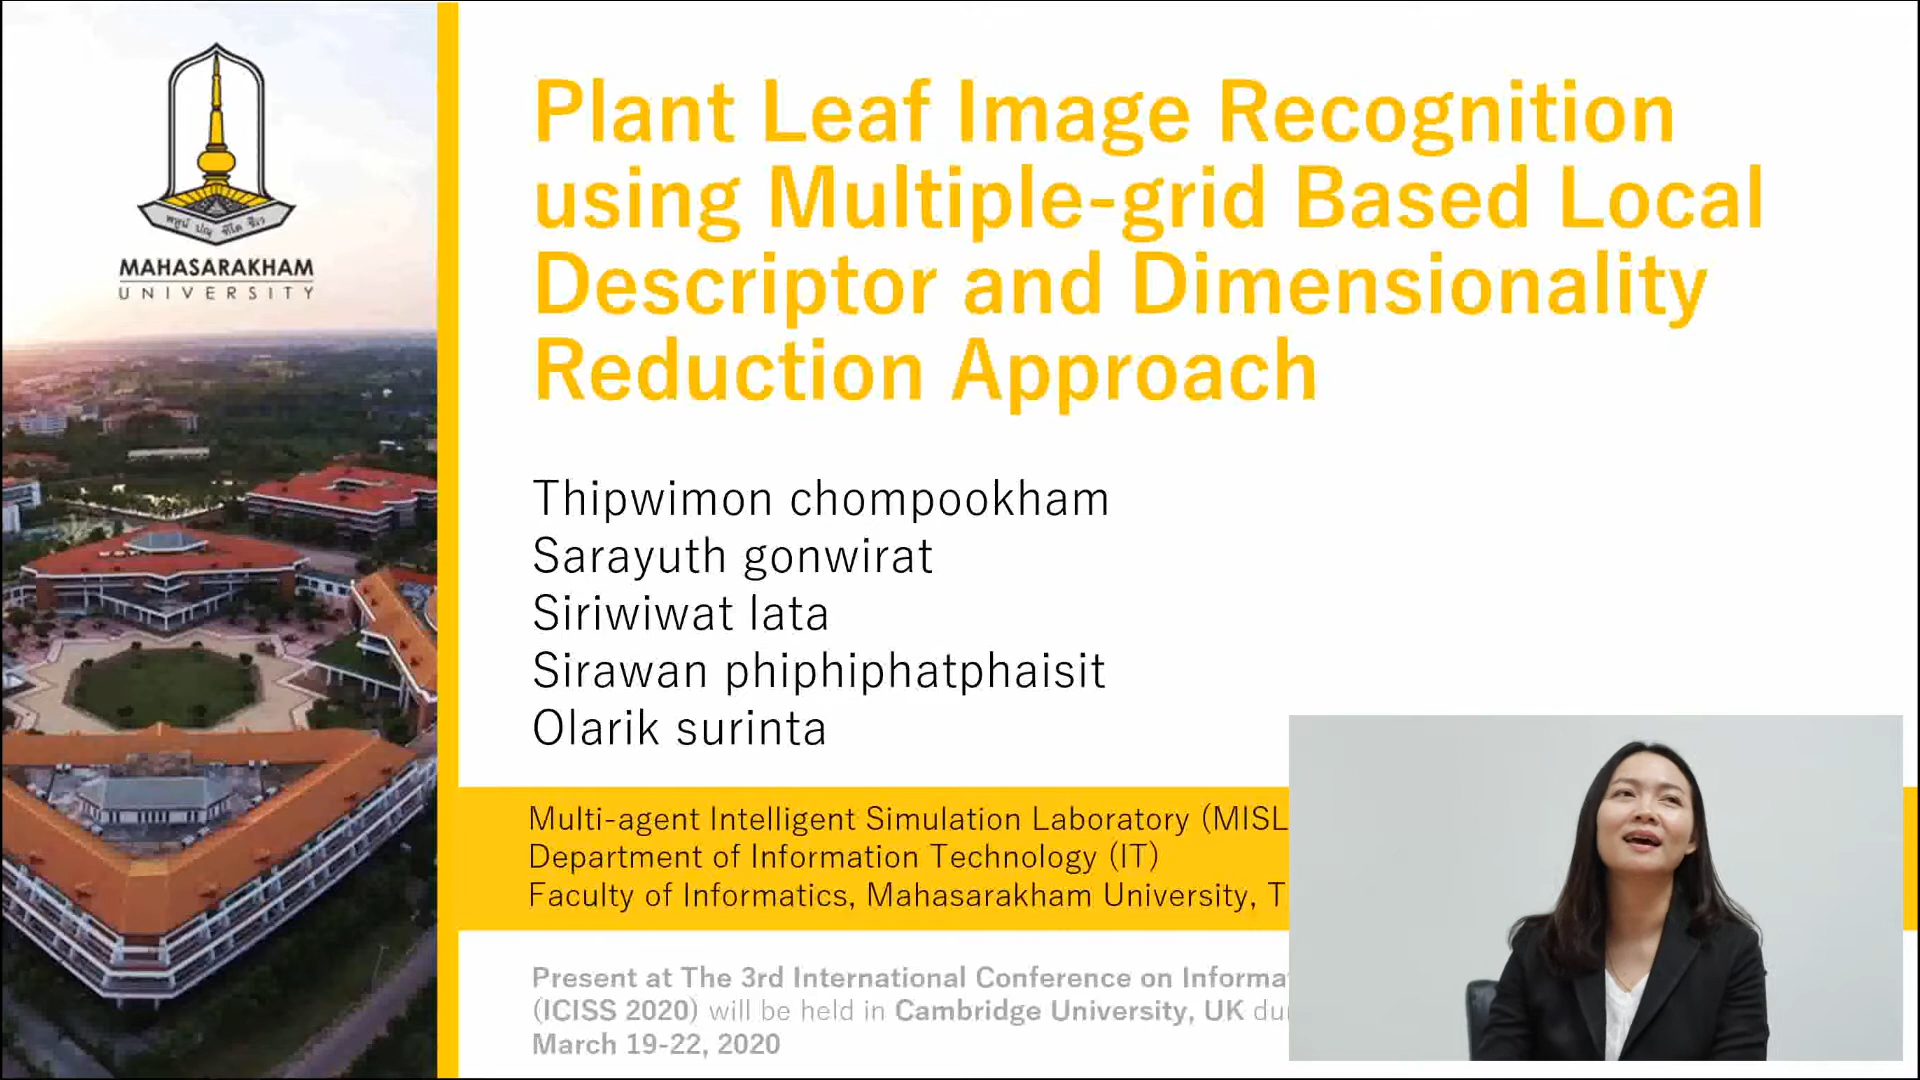 MAHASARAKHAM
UNIVERSITY
Plant Leaf Image Recognition
using Multiple-grid Based Local
Descriptor and Dimensionality
Reduction Approach
Thipwimon chompookham
Sarayuth gonwirat
Siriwiwat lata
Sirawan phiphiphatphaisit
Olarik surinta
Multi-agent Intelligent Simulation Laboratory (MISL
Department of Information Technology (IT)
Faculty of Informatics, Mahasarakham University, T
Present at The 3rd International Conference on Informa
(ICISS 2020) will be held in Cambridge University, UK du
March 19-22, 2020